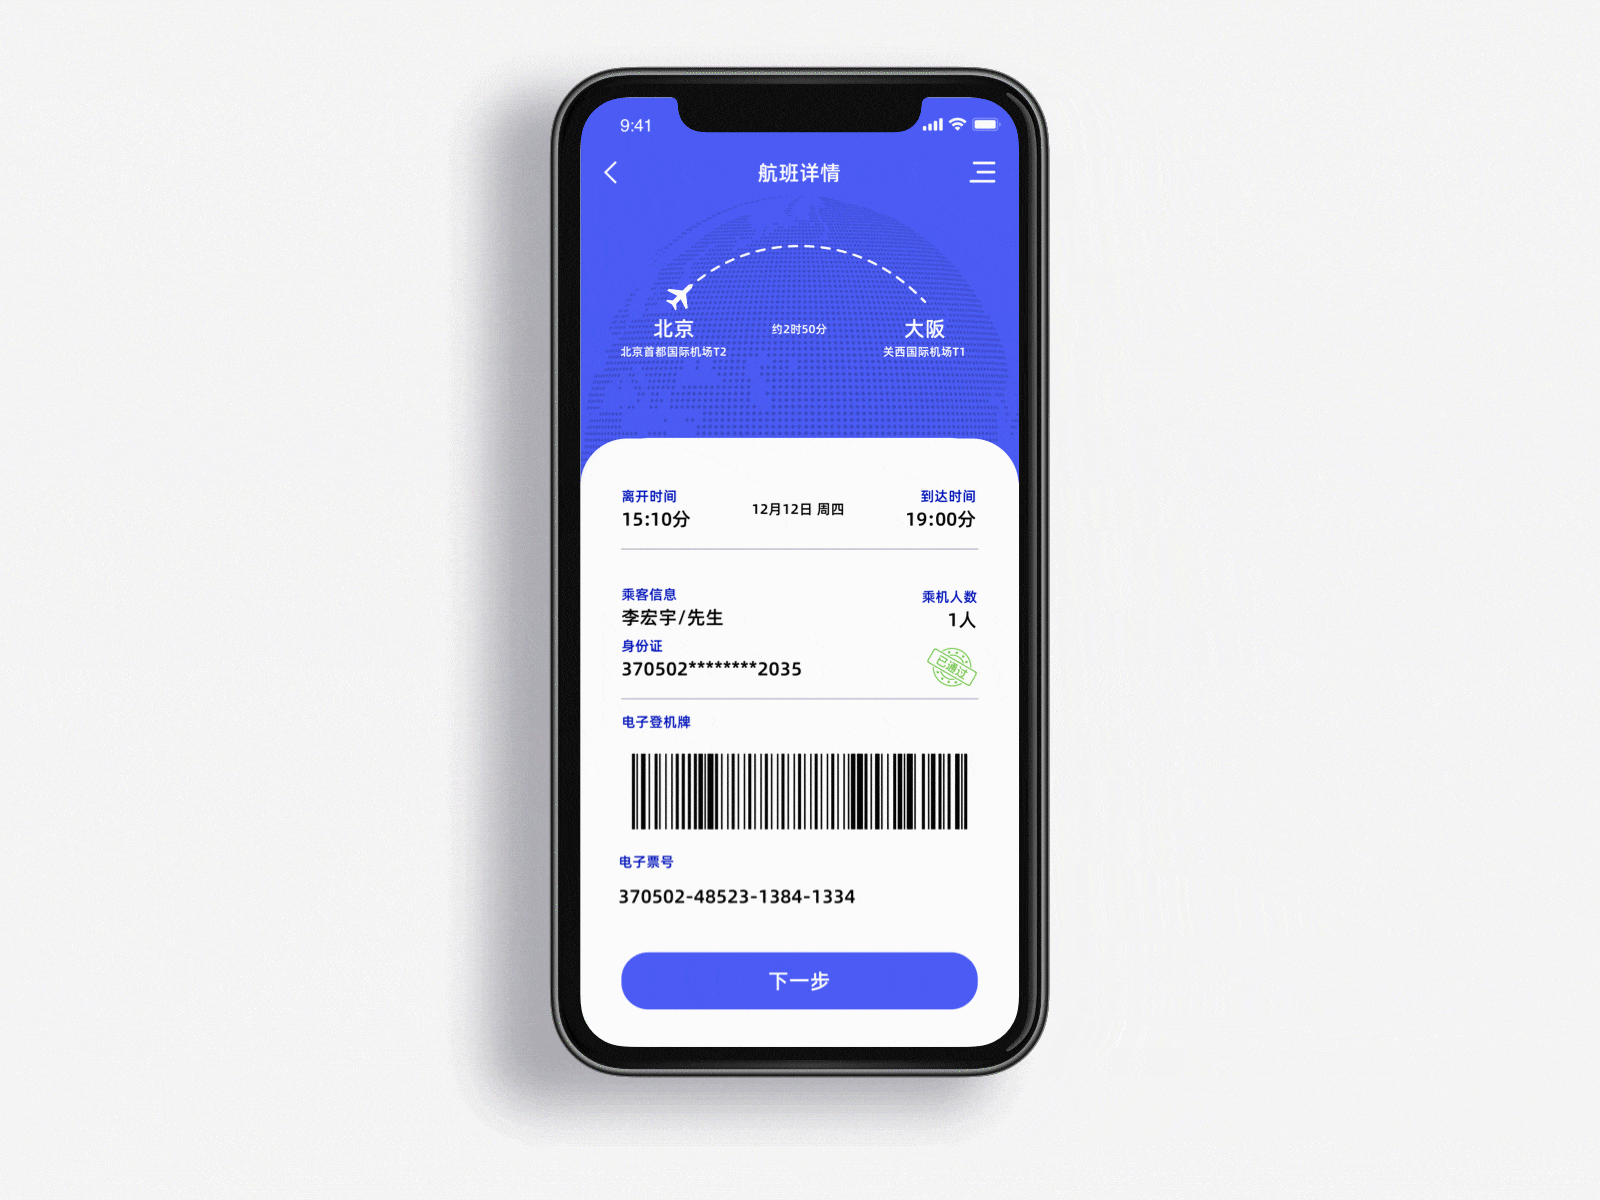 9:41
航班详情
北京
约2时50分
大阪
北京首都国际机场T2
关西国际机场T1
离开时间
到达时间
15:10分
12月12日 周四
19:00分
乘客信息
乘机人数
李宏宇/先生
1人
身份证
370502********2035
已通过
电子登机牌
电子票号
370502-48523-1384-1334
下一步